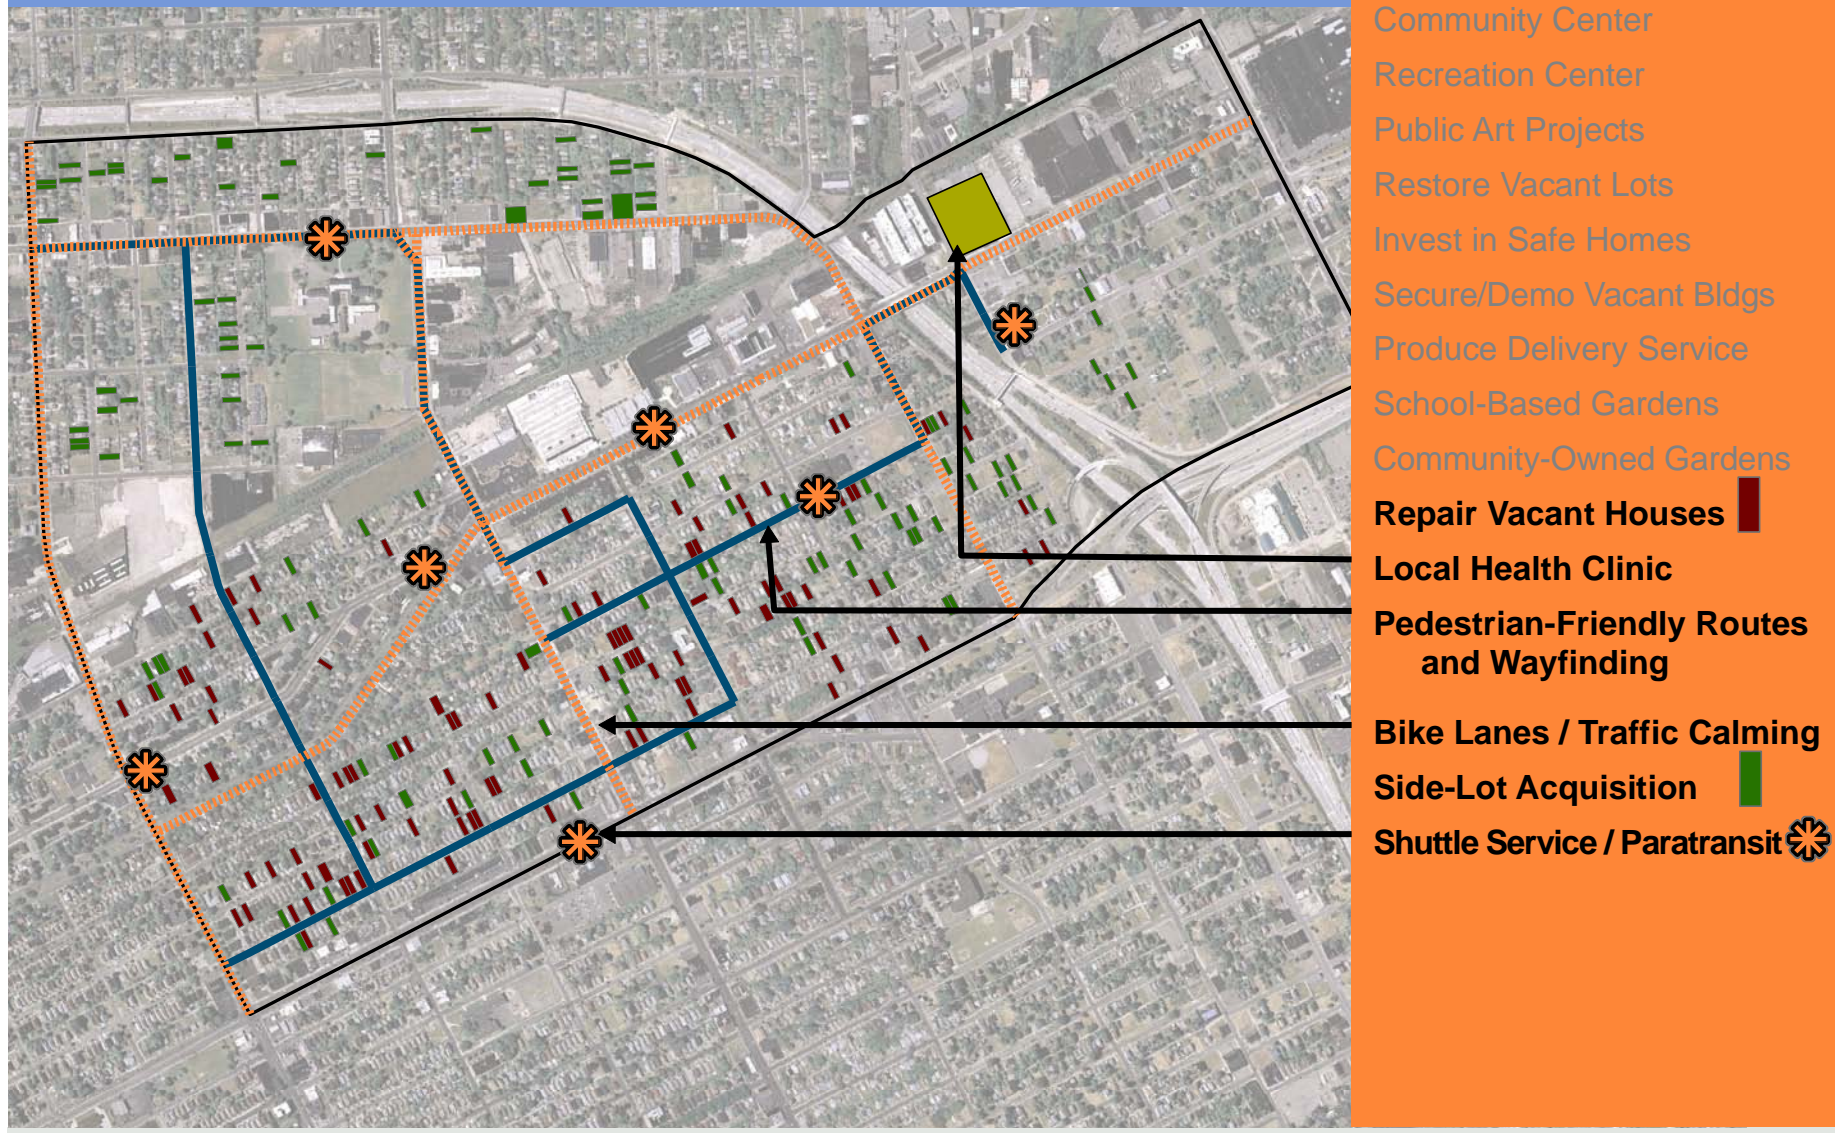 Community Center
Recreation Center
Public Art Projects
Restore Vacant Lots
Invest in Safe Homes
Secure/Demo Vacant Bldgs
Produce Delivery Service
School-Based Gardens
Community-Owned Gardens
Repair Vacant Houses
Local Health Clinic
Pedestrian-Friendly Routes
and Wayfinding
Bike Lanes / Traffic Calming
Side-Lot Acquisition
Shuttle Service / Paratransit